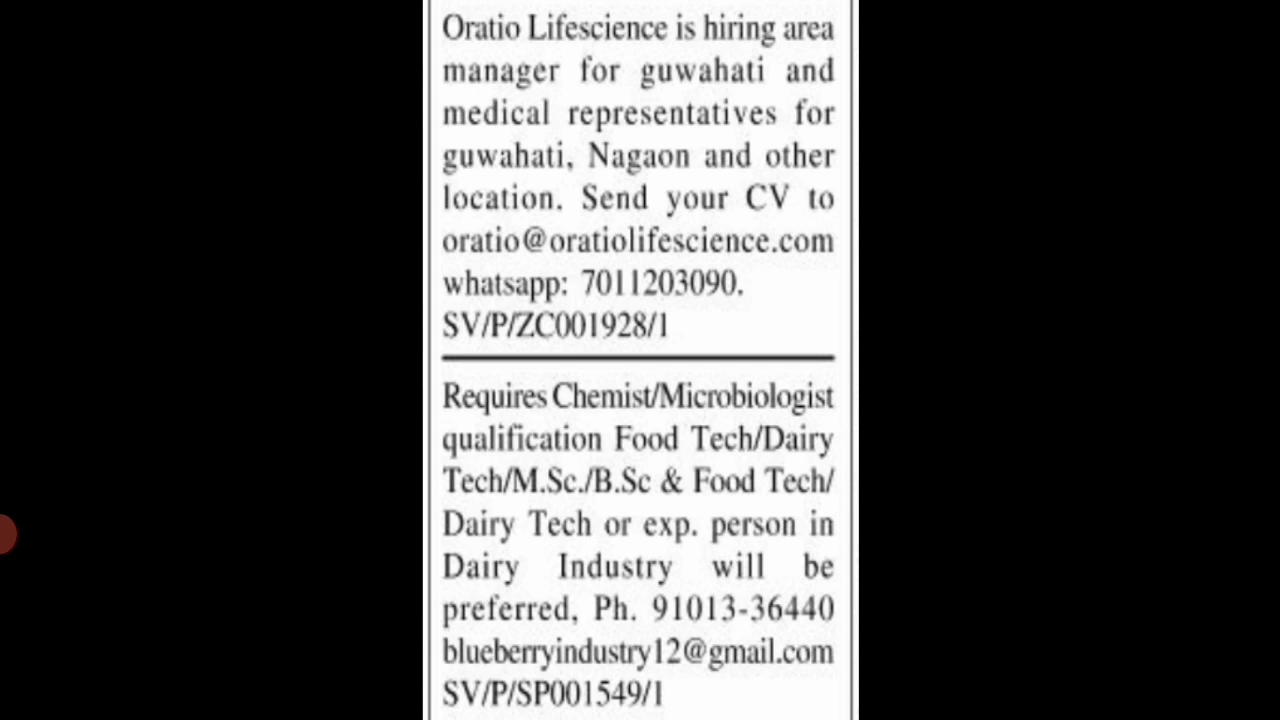 Oratio Lifescience is hiring area
manager for guwahati and
medical representatives for
guwahati, Nagaon and other
location. Send your CV to
oratio@oratiolifescience.com
whatsapp: 7011203090.
SV/P/ZC001928/1
Requires Chemist/Microbiologist
qualification Food Tech/Dairy
Tech/M.Sc./B.Sc & Food Tech/
Dairy Tech or exp. person in
Dairy Industry will be
preferred, Ph. 91013-36440
blueberryindustry12@gmail.com
SV/P/SP001549/1